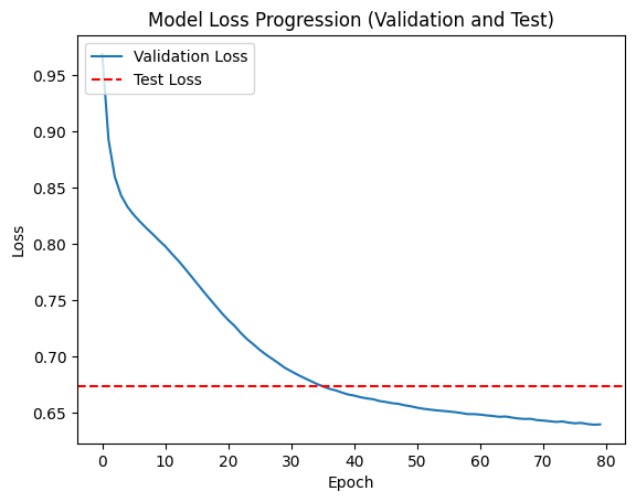 Model Loss Progression (Validation and Test)
Validation Loss
Test Loss
0.95
0.90
0.85
0.80
0.75
0.70
0.65
Loss
0 10 20 30 40 50 60 70 80
Epoch